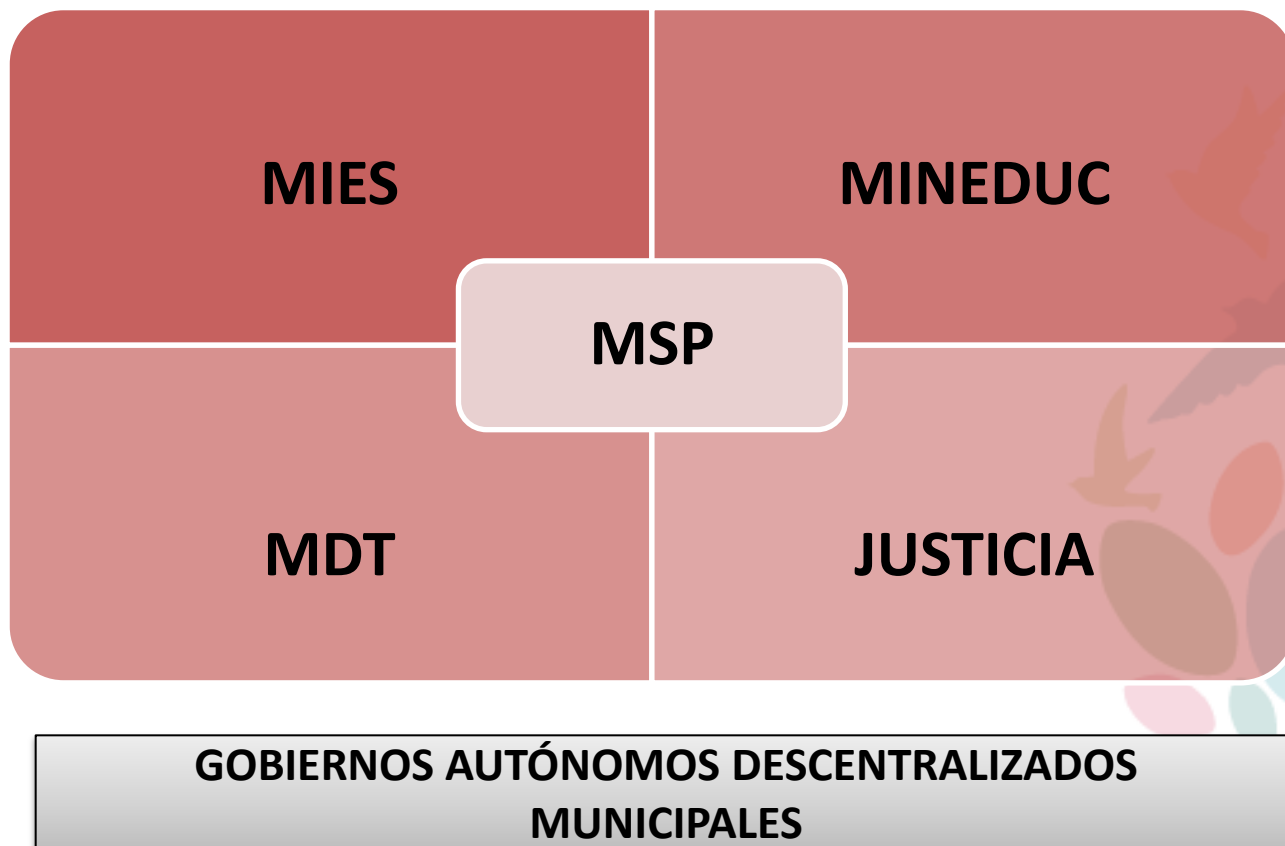 MIES
MINEDUC
MSP
MDT
JUSTICIA
GOBIERNOS AUTÓNOMOS DESCENTRALIZADOS
MUNICIPALES